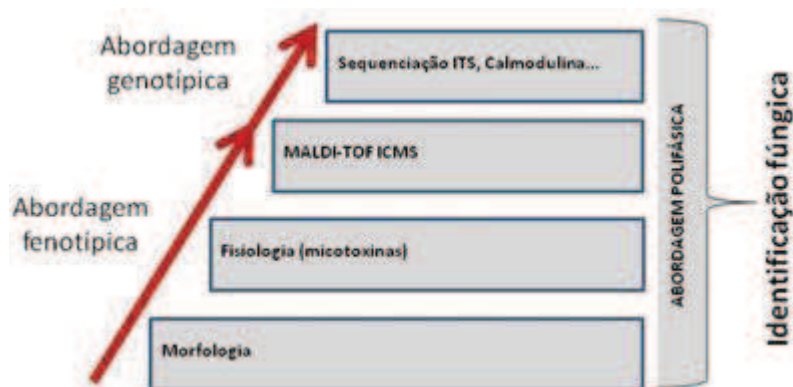 Abordagem
genotípica
Sequenciação ITS, Calmodulina...
MALDI-TOF ICMS
Abordagem
fenotípica
Fisiologia (micotoxinas)
Morfologia
ABORDAGEM POLIFÁSICA
Identificação fúngica